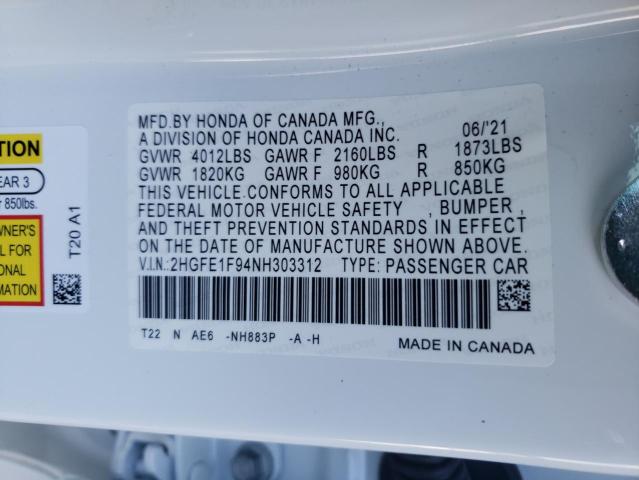 MFD.BY HONDA OF CANADA MFG.,
A DIVISION OF HONDA CANADA INC. 06/'21
GVWR 4012LBS GAWR F 2160LBS R 1873LBS
GVWR 1820KG GAWR F 980KG R 850KG
THIS VEHICLE CONFORMS TO ALL APPLICABLE
FEDERAL MOTOR VEHICLE SAFETY , BUMPER,
AND THEFT PREVENTION STANDARDS IN EFFECT
ON THE DATE OF MANUFACTURE SHOWN ABOVE.
V.I.N:2HGFE1F94NH303312 TYPE: PASSENGER CAR
T22 N AE6 -NH883P -A -H
MADE IN CANADA
TION
EAR 3
r 850lbs.
WNER'S
L FOR
ONAL
MATION
T20 A1